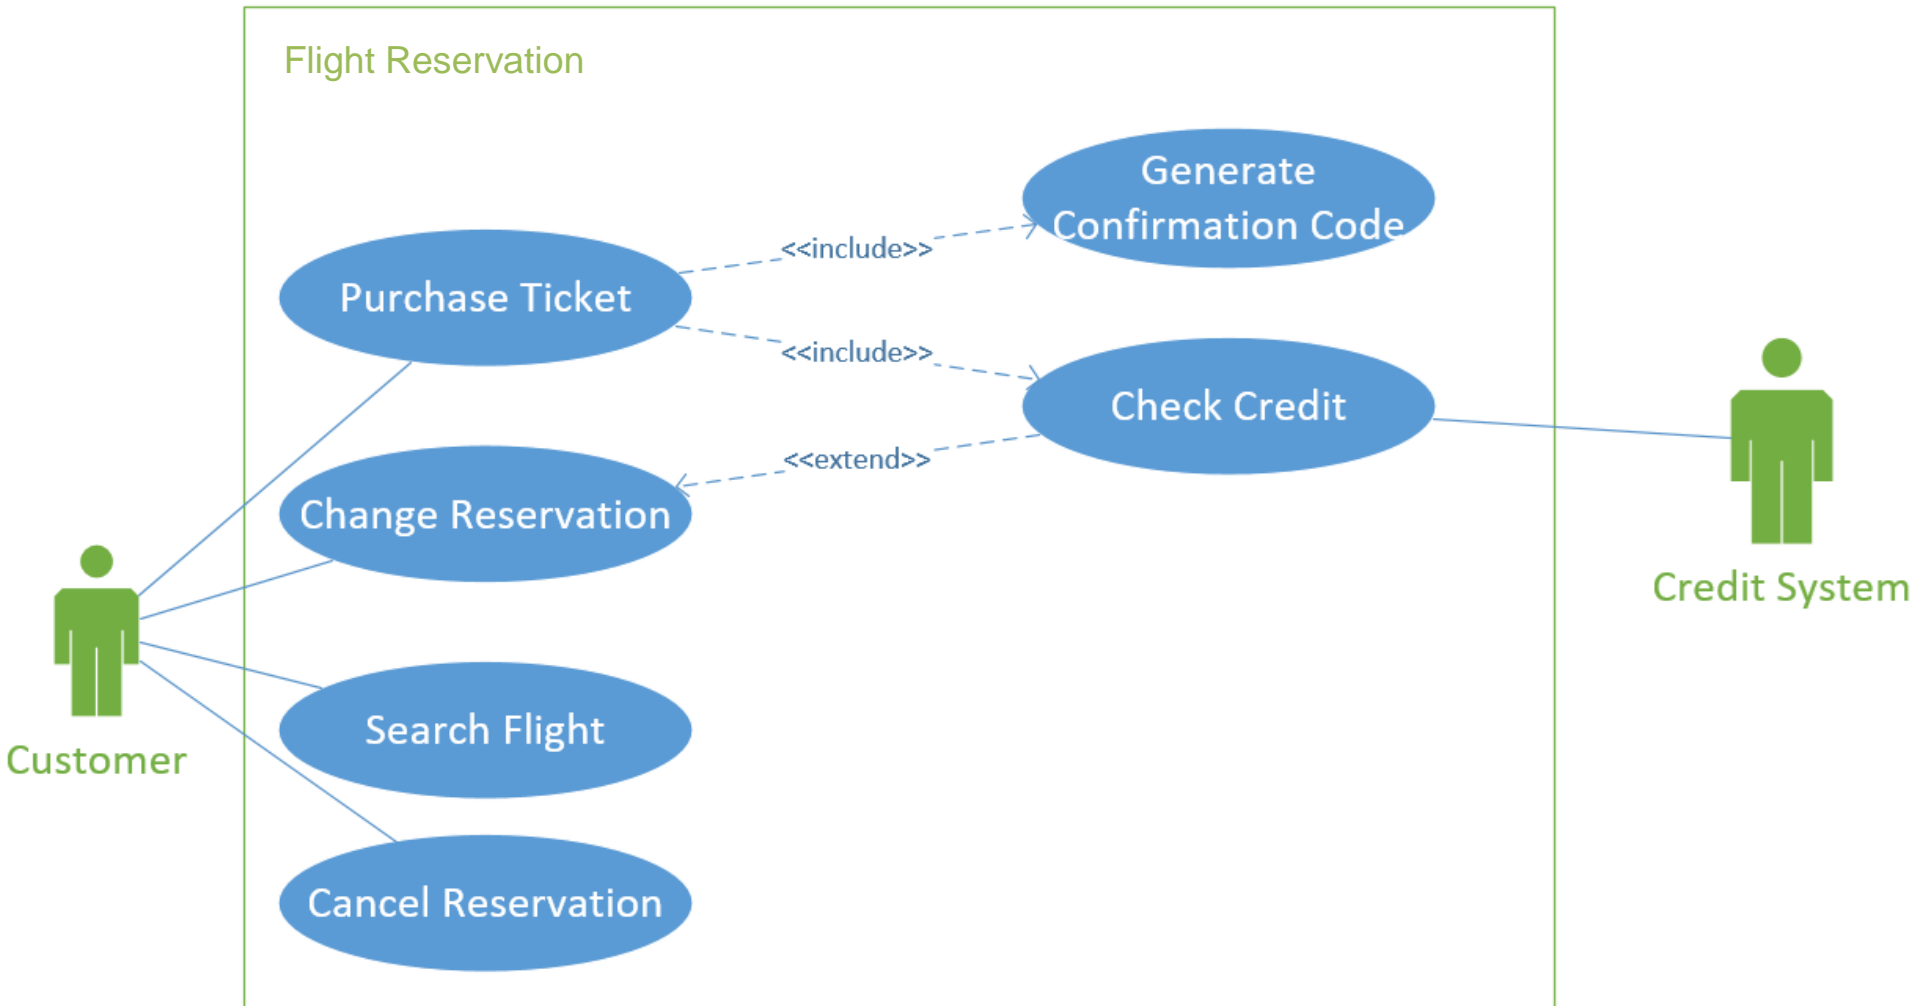 Flight Reservation
Generate
Confirmation Code
<<include>>
Purchase Ticket
<<include>>
Check Credit
<<extend>>
Change Reservation
Credit System
Search Flight
Customer
Cancel Reservation